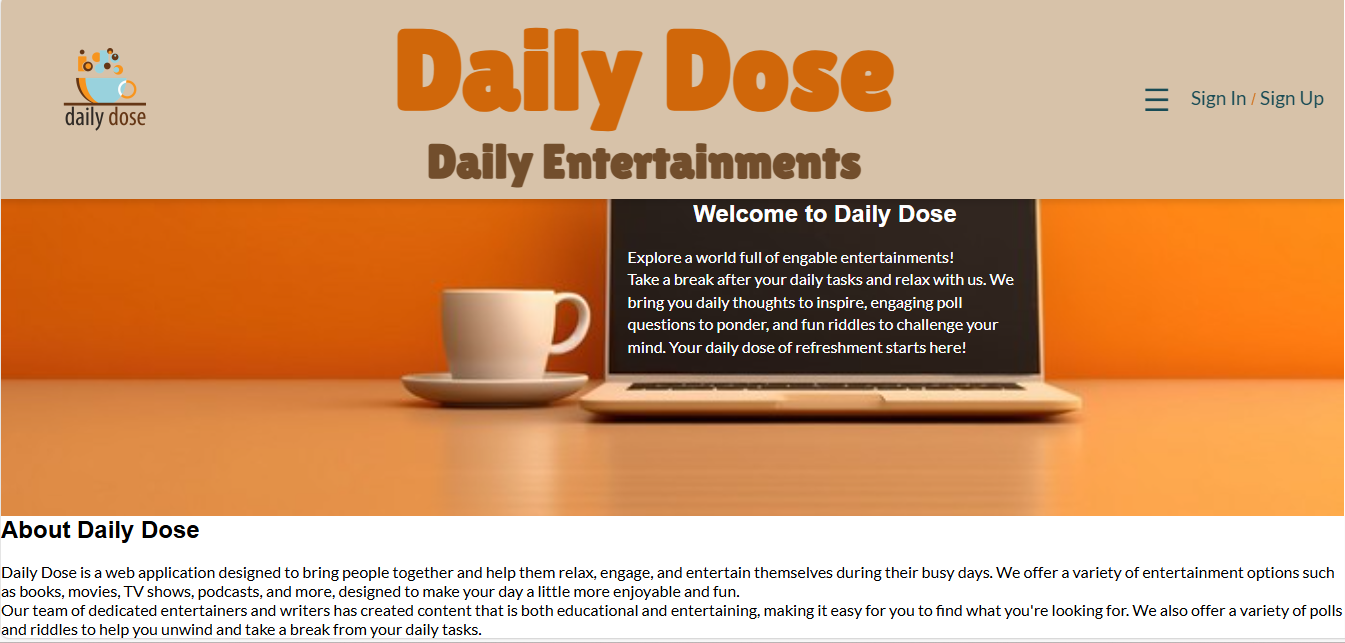 daily dose
Daily Dose
Daily Entertainments
Sign In / Sign Up
Welcome to Daily Dose
Explore a world full of engable entertainments!
Take a break after your daily tasks and relax with us. We
bring you daily thoughts to inspire, engaging poll
questions to ponder, and fun riddles to challenge your
mind. Your daily dose of refreshment starts here!
About Daily Dose
Daily Dose is a web application designed to bring people together and help them relax, engage, and entertain themselves during their busy days. We offer a variety of entertainment options such
as books, movies, TV shows, podcasts, and more, designed to make your day a little more enjoyable and fun.
Our team of dedicated entertainers and writers has created content that is both educational and entertaining, making it easy for you to find what you're looking for. We also offer a variety of polls
and riddles to help you unwind and take a break from your daily tasks.